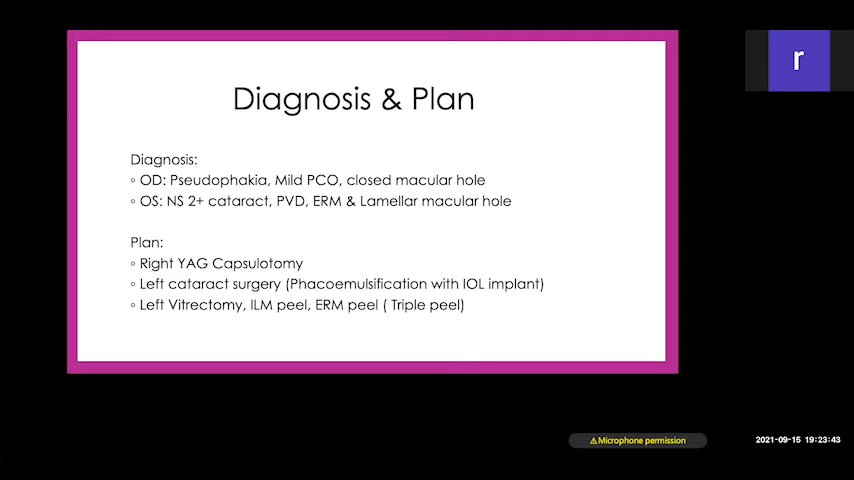 Diagnosis & Plan
Diagnosis:
◦ OD: Pseudophakia, Mild PCO, closed macular hole
◦ OS: NS 2+ cataract, PVD, ERM & Lamellar macular hole
Plan:
◦ Right YAG Capsulotomy
◦ Left cataract surgery (Phacoemulsification with IOL implant)
◦ Left Vitrectomy, ILM peel, ERM peel ( Triple peel)
r
⚠Microphone permission
2021-09-15 19:23:43